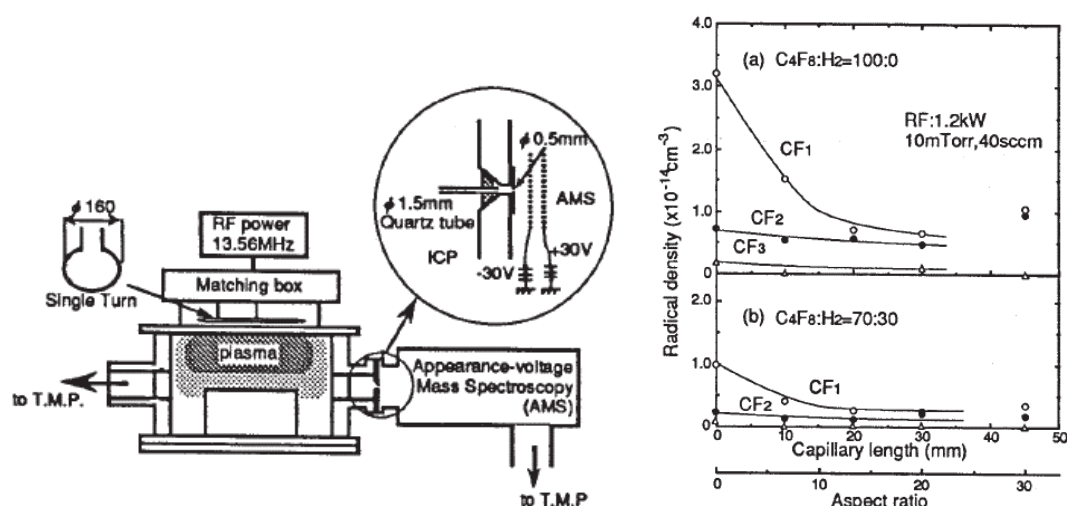 ϕ 160
Single Turn
RF power
13.56MHz
Matching box
plasma
to T.M.P.
ϕ 0.5mm
ϕ 1.5mm
Quartz tube
AMS
ICP
-30V
+30V
Appearance-voltage
Mass Spectroscopy
(AMS)
to T.M.P
Radical density (x10⁻¹⁴cm⁻³)
(a) C4F8:H2=100:0
4.0
3.0
2.0
1.0
0
RF:1.2kW
10mTorr,40sccm
CF1
CF2
CF3
(b) C4F8:H2=70:30
2.0
1.0
0
CF1
CF2
0 10 20 30 40 50
Capillary length (mm)
0 10 20 30
Aspect ratio